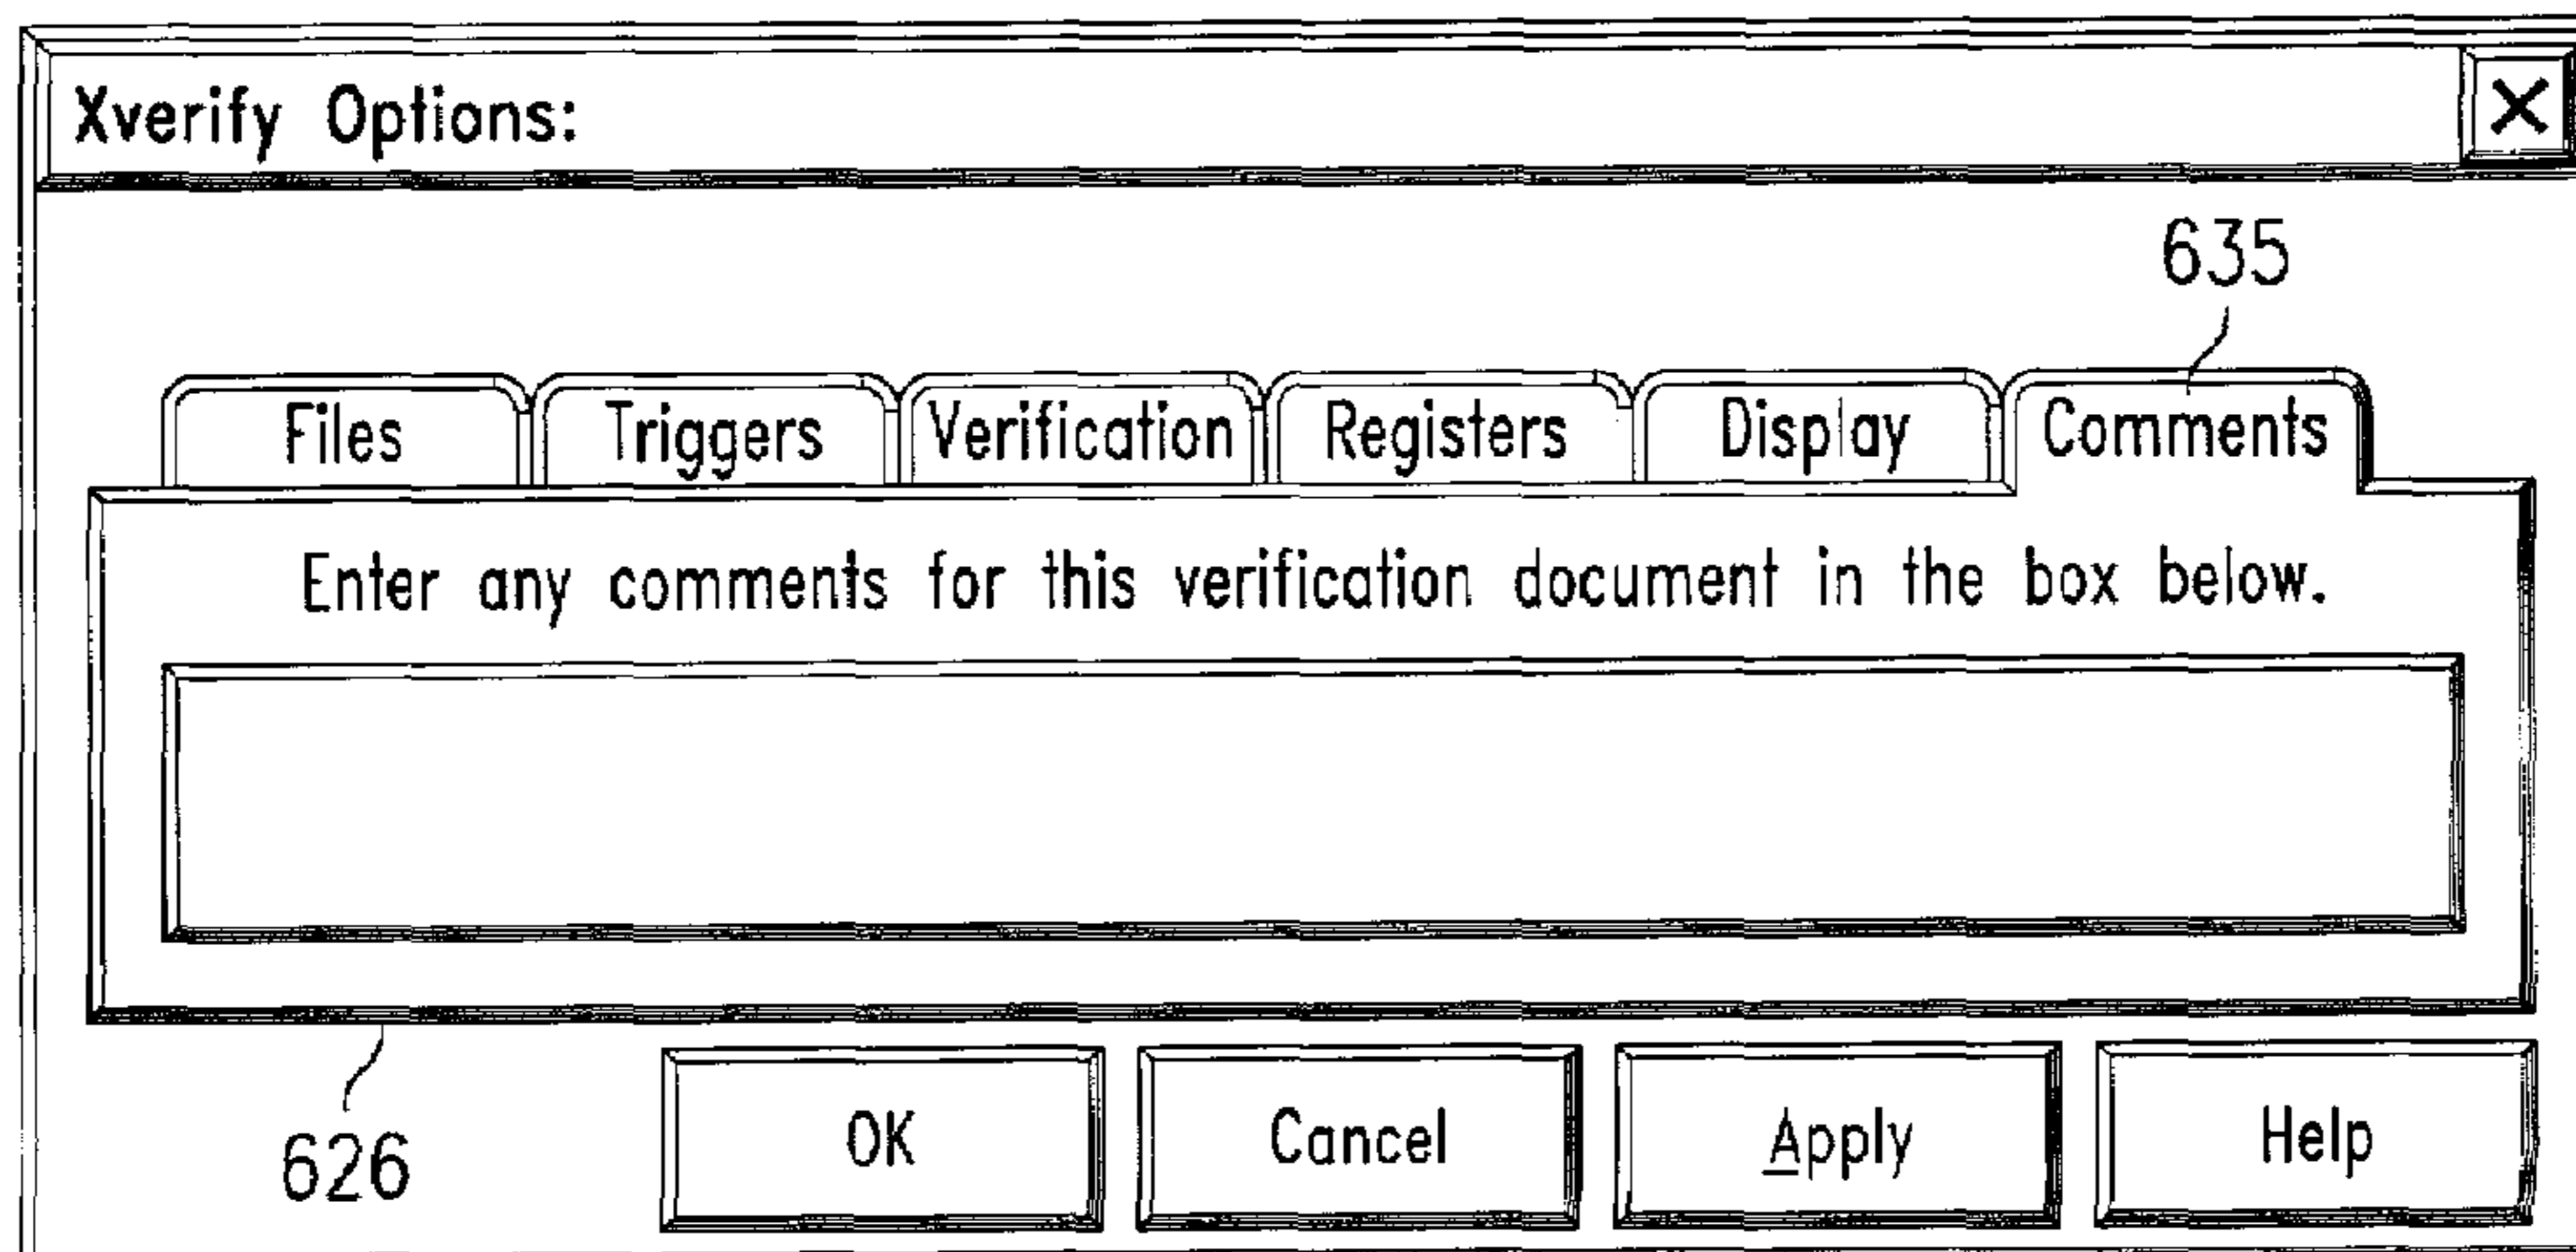 Xverify Options:
635
Files Triggers Verification Registers Display Comments
Enter any comments for this verification document in the box below.
626
OK Cancel Apply Help